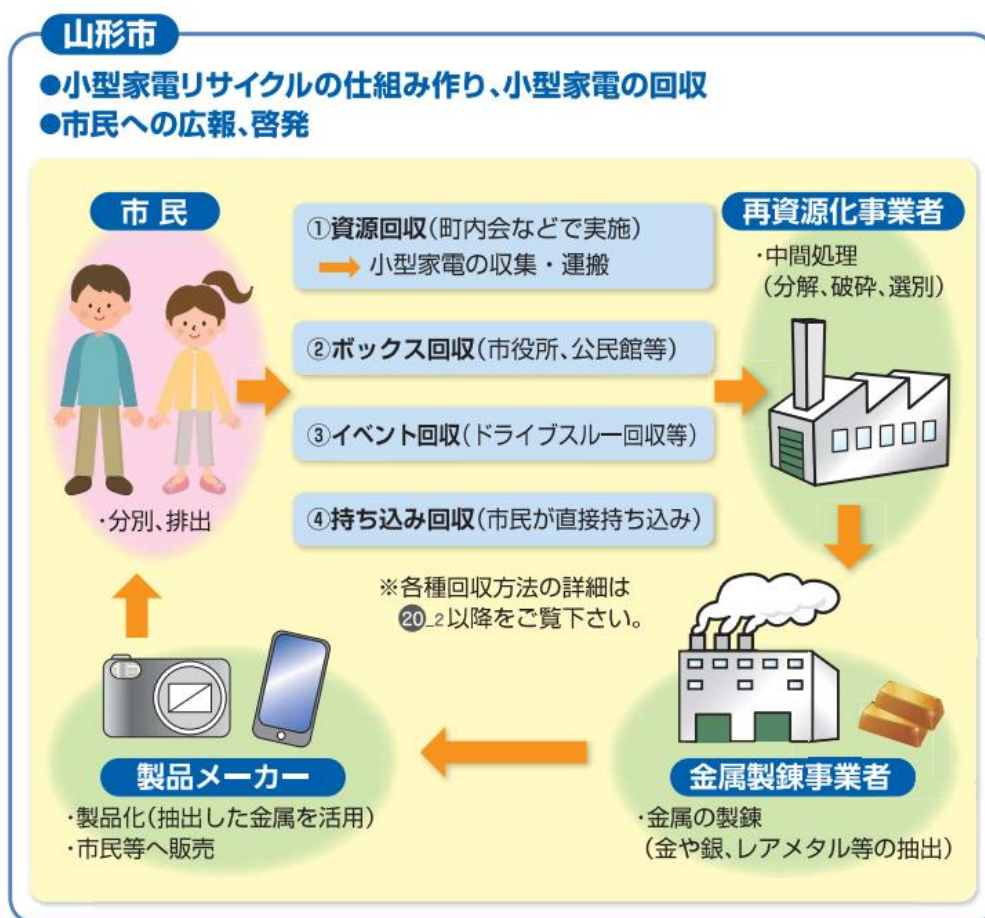 山形市
●小型家電リサイクルの仕組み作り、小型家電の回収
●市民への広報、啓発
市民
・分別、排出
①資源回収(町内会などで実施)
小型家電の収集・運搬
②ボックス回収(市役所、公民館等)
③イベント回収(ドライブスルー回収等)
④持ち込み回収(市民が直接持ち込み)
※各種回収方法の詳細は
20_2以降をご覧下さい。
再資源化事業者
・中間処理
(分解、破砕、選別)
金属製錬事業者
・金属の製錬
(金や銀、レアメタル等の抽出)
製品メーカー
・製品化(抽出した金属を活用)
・市民等へ販売